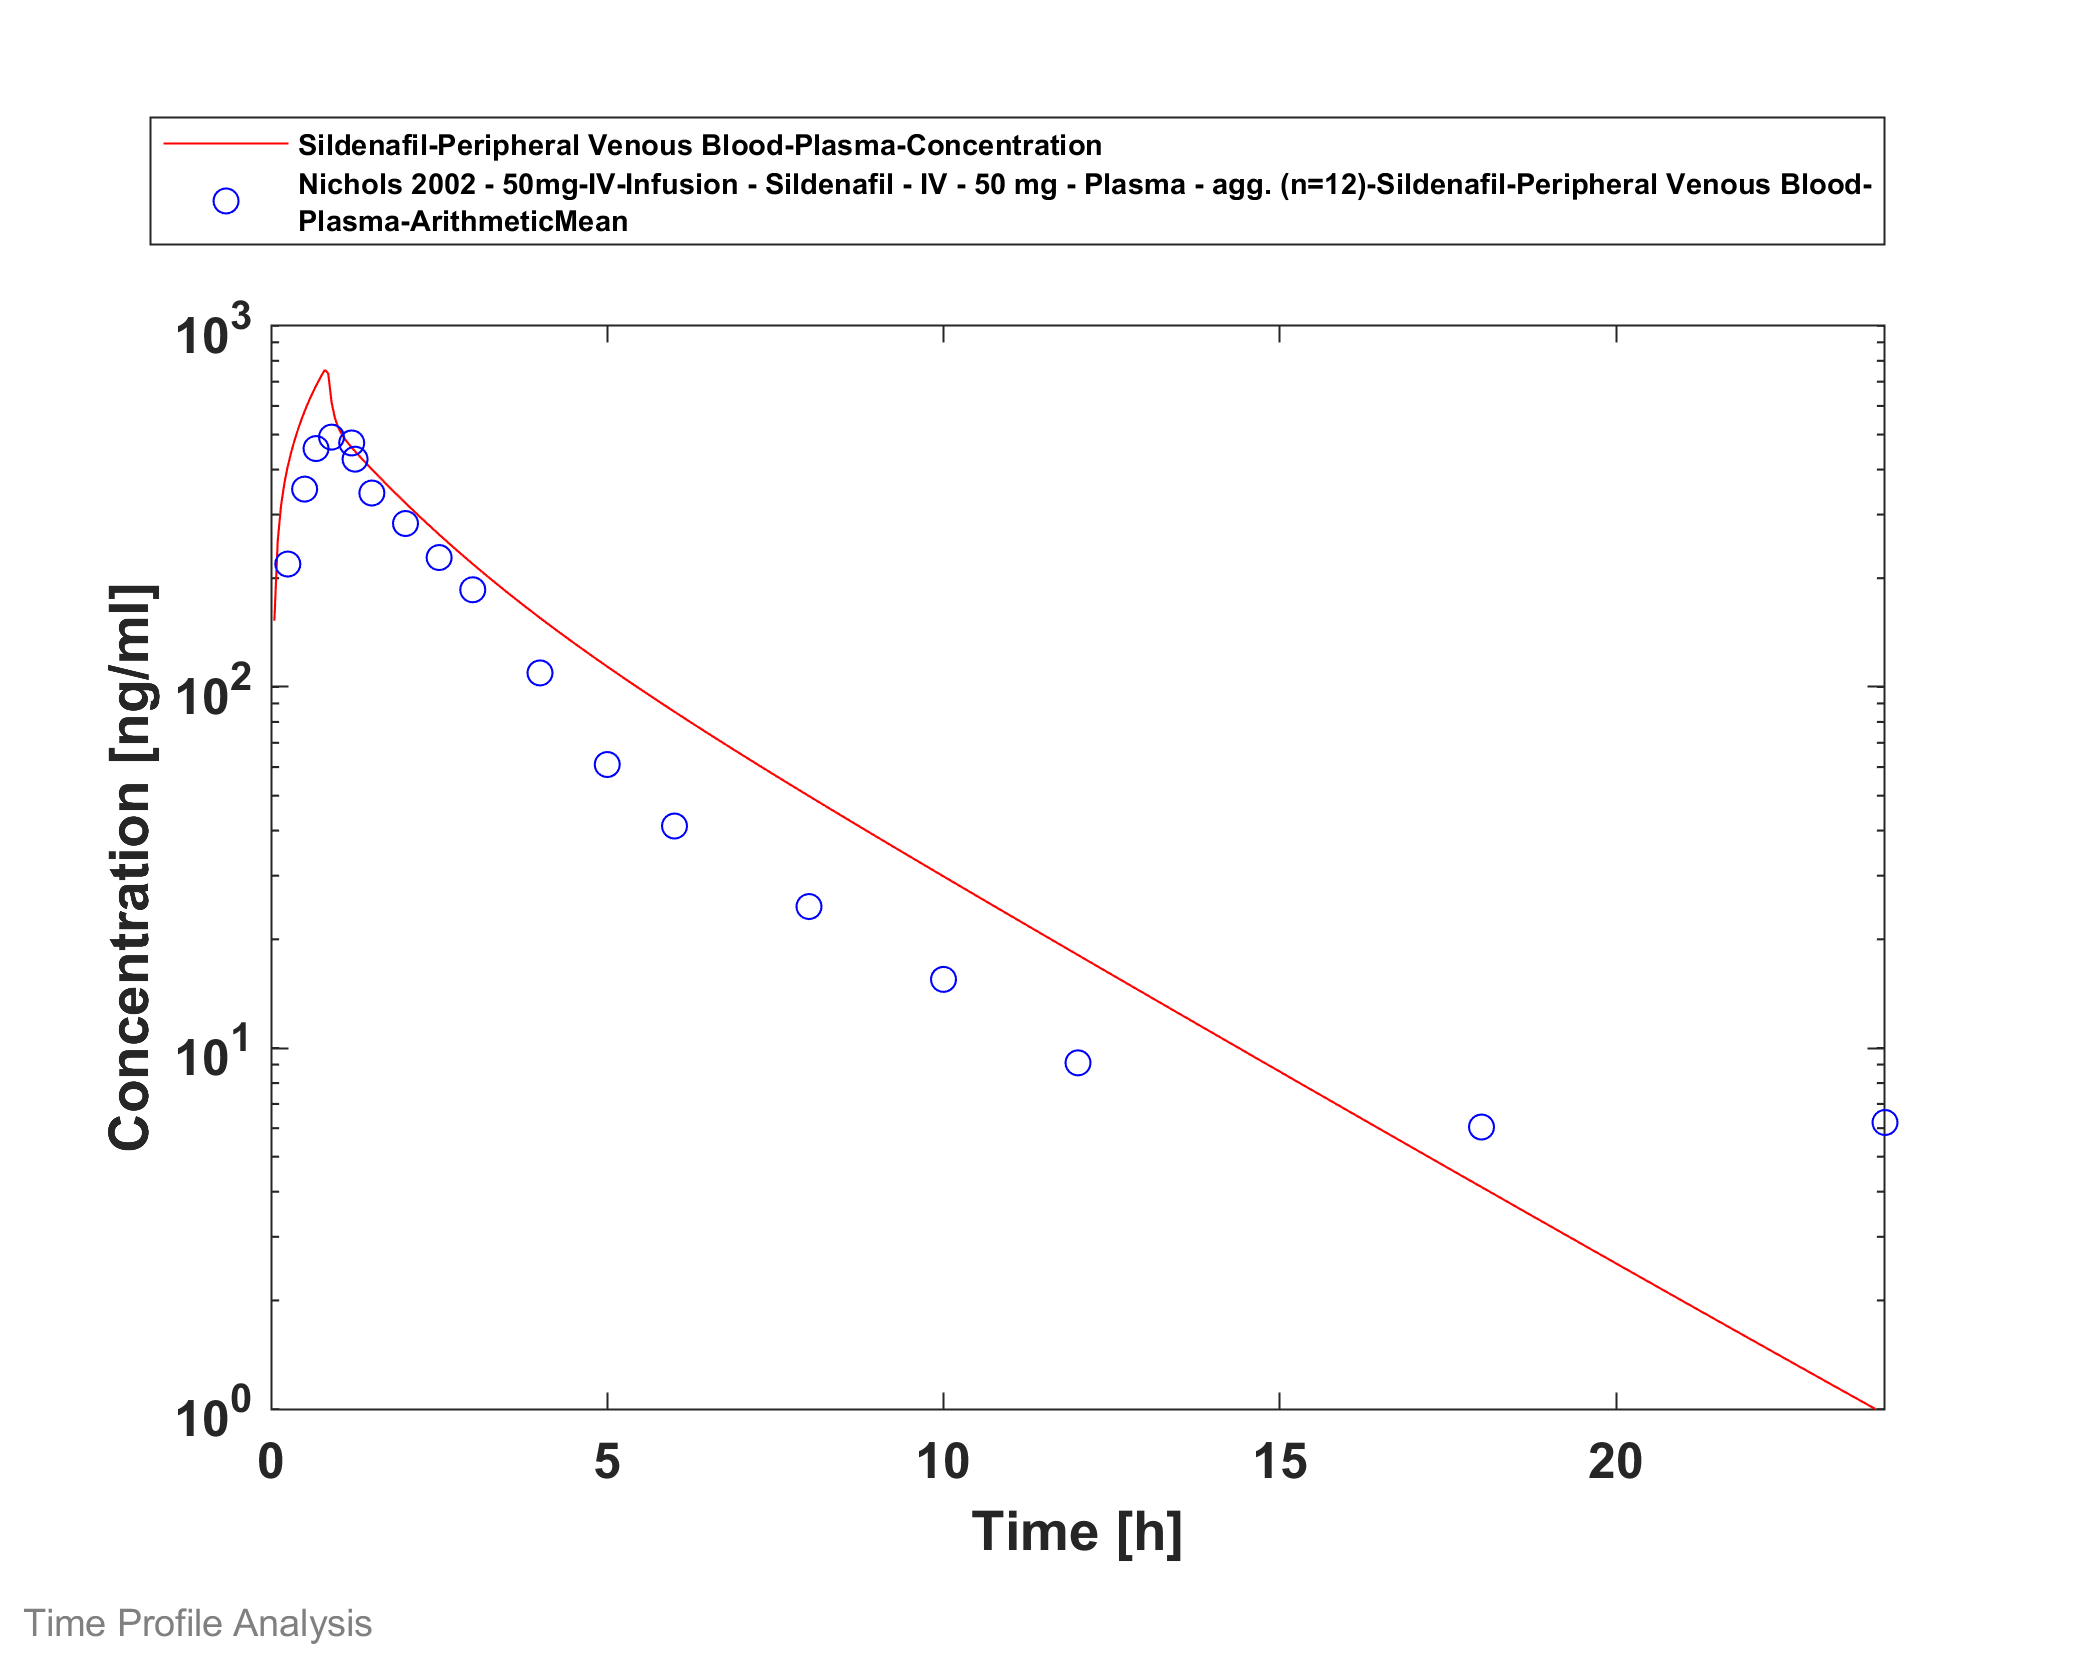 Sildenafil-Peripheral Venous Blood-Plasma-Concentration
Nichols 2002 - 50mg-IV-Infusion - Sildenafil - IV - 50 mg - Plasma - agg. (n=12)-Sildenafil-Peripheral Venous Blood-
Plasma-ArithmeticMean
10³
10²
10¹
10⁰
Concentration [ng/ml]
0 5 10 15 20
Time [h]
Time Profile Analysis